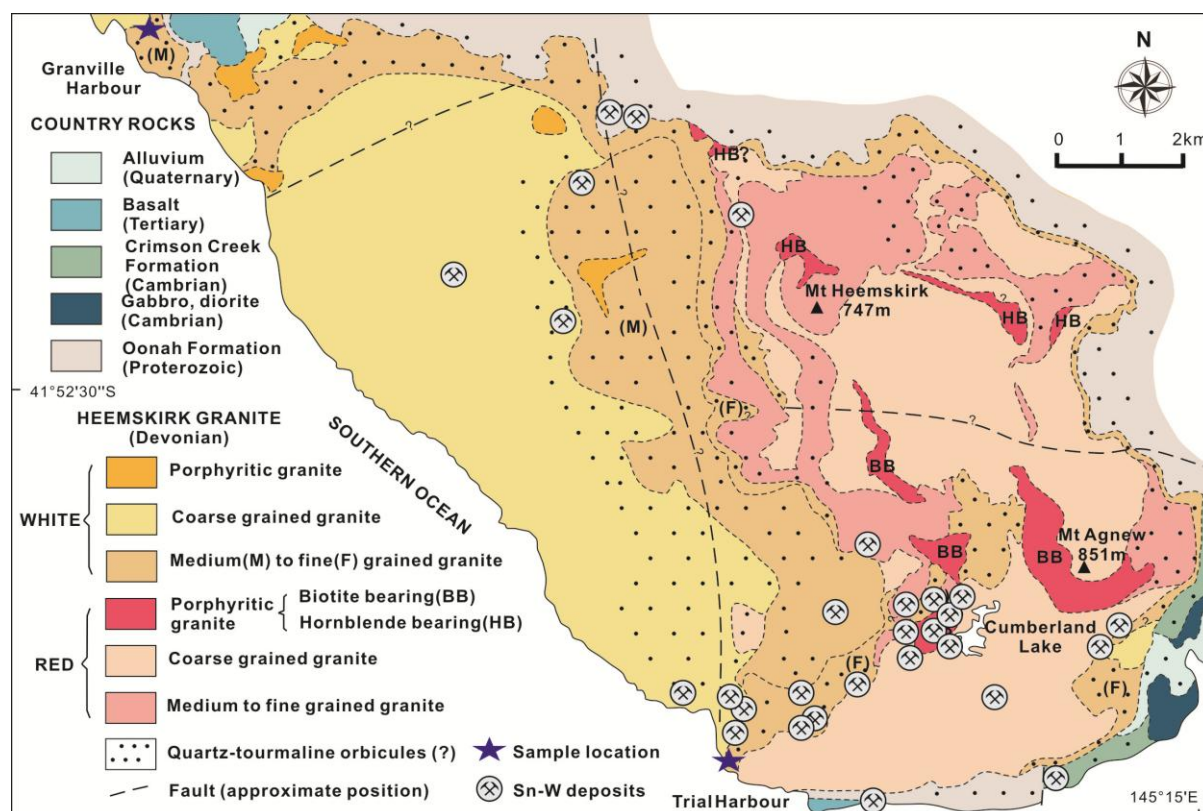 (M)
Granville
Harbour
N
0 1 2km
COUNTRY ROCKS
Alluvium
(Quaternary)
Basalt
(Tertiary)
Crimson Creek
Formation
(Cambrian)
Gabbro, diorite
(Cambrian)
Oonah Formation
(Proterozoic)
41°52'30"S
HEEMSKIRK GRANITE
(Devonian)
WHITE
Porphyritic granite
Coarse grained granite
Medium(M) to fine(F) grained granite
RED
Porphyritic
granite
Biotite bearing(BB)
Hornblende bearing(HB)
Coarse grained granite
Medium to fine grained granite
Quartz-tourmaline orbicules (?)
Sample location
Fault (approximate position)
Sn-W deposits
SOUTHERN OCEAN
?
?
?
?
HB?
HB
Mt Heemskirk
747m
?
HB
HB
(M)
(F)
?
?
BB
BB
BB
Mt Agnew
851m
Cumberland
Lake
(F)
(F)
Trial Harbour
145°15'E